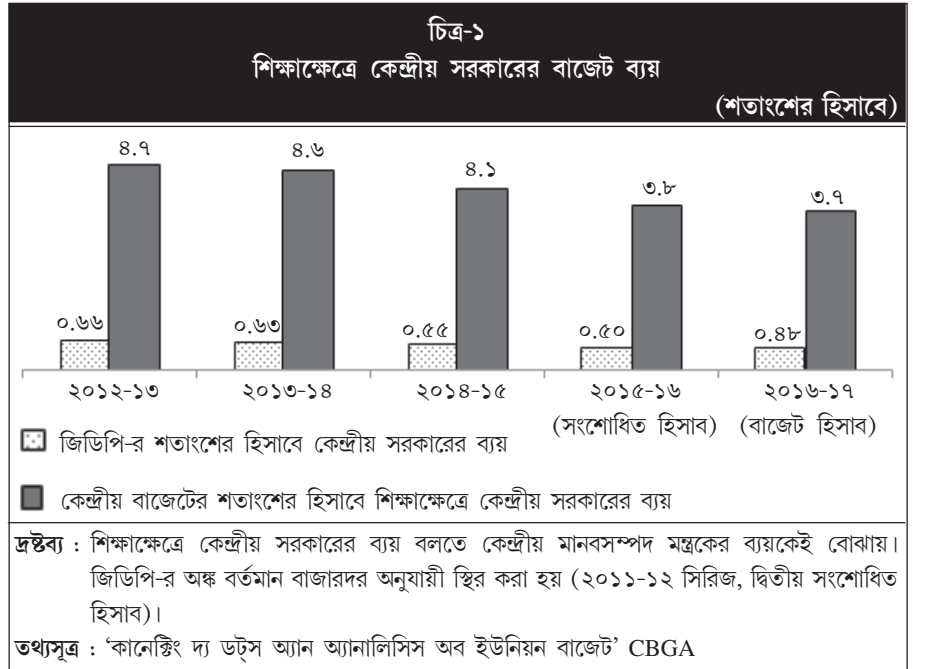 চিত্র-১
শিক্ষাক্ষেত্রে কেন্দ্রীয় সরকারের বাজেট ব্যয়
(শতাংশের হিসাবে)
৪.৭ ৪.৬ ৪.১ ৩.৮ ৩.৭
০.৬৬ ০.৬৩ ০.৫৫ ০.৫০ ০.৪৮
২০১২-১৩ ২০১৩-১৪ ২০১৪-১৫ ২০১৫-১৬ ২০১৬-১৭
(সংশোধিত হিসাব) (বাজেট হিসাব)
জিডিপি-র শতাংশের হিসাবে কেন্দ্রীয় সরকারের ব্যয়
কেন্দ্রীয় বাজেটের শতাংশের হিসাবে শিক্ষাক্ষেত্রে কেন্দ্রীয় সরকারের ব্যয়
দ্রষ্টব্য : শিক্ষাক্ষেত্রে কেন্দ্রীয় সরকারের ব্যয় বলতে কেন্দ্রীয় মানবসম্পদ মন্ত্রকের ব্যয়কেই বোঝায়।
জিডিপি-র অঙ্ক বর্তমান বাজারদর অনুযায়ী স্থির করা হয় (২০১১-১২ সিরিজ, দ্বিতীয় সংশোধিত
হিসাব)।
তথ্যসূত্র : ‘কানেক্টিং দ্য ডট্‌স অ্যান অ্যানালিসিস অব ইউনিয়ন বাজেট’ CBGA